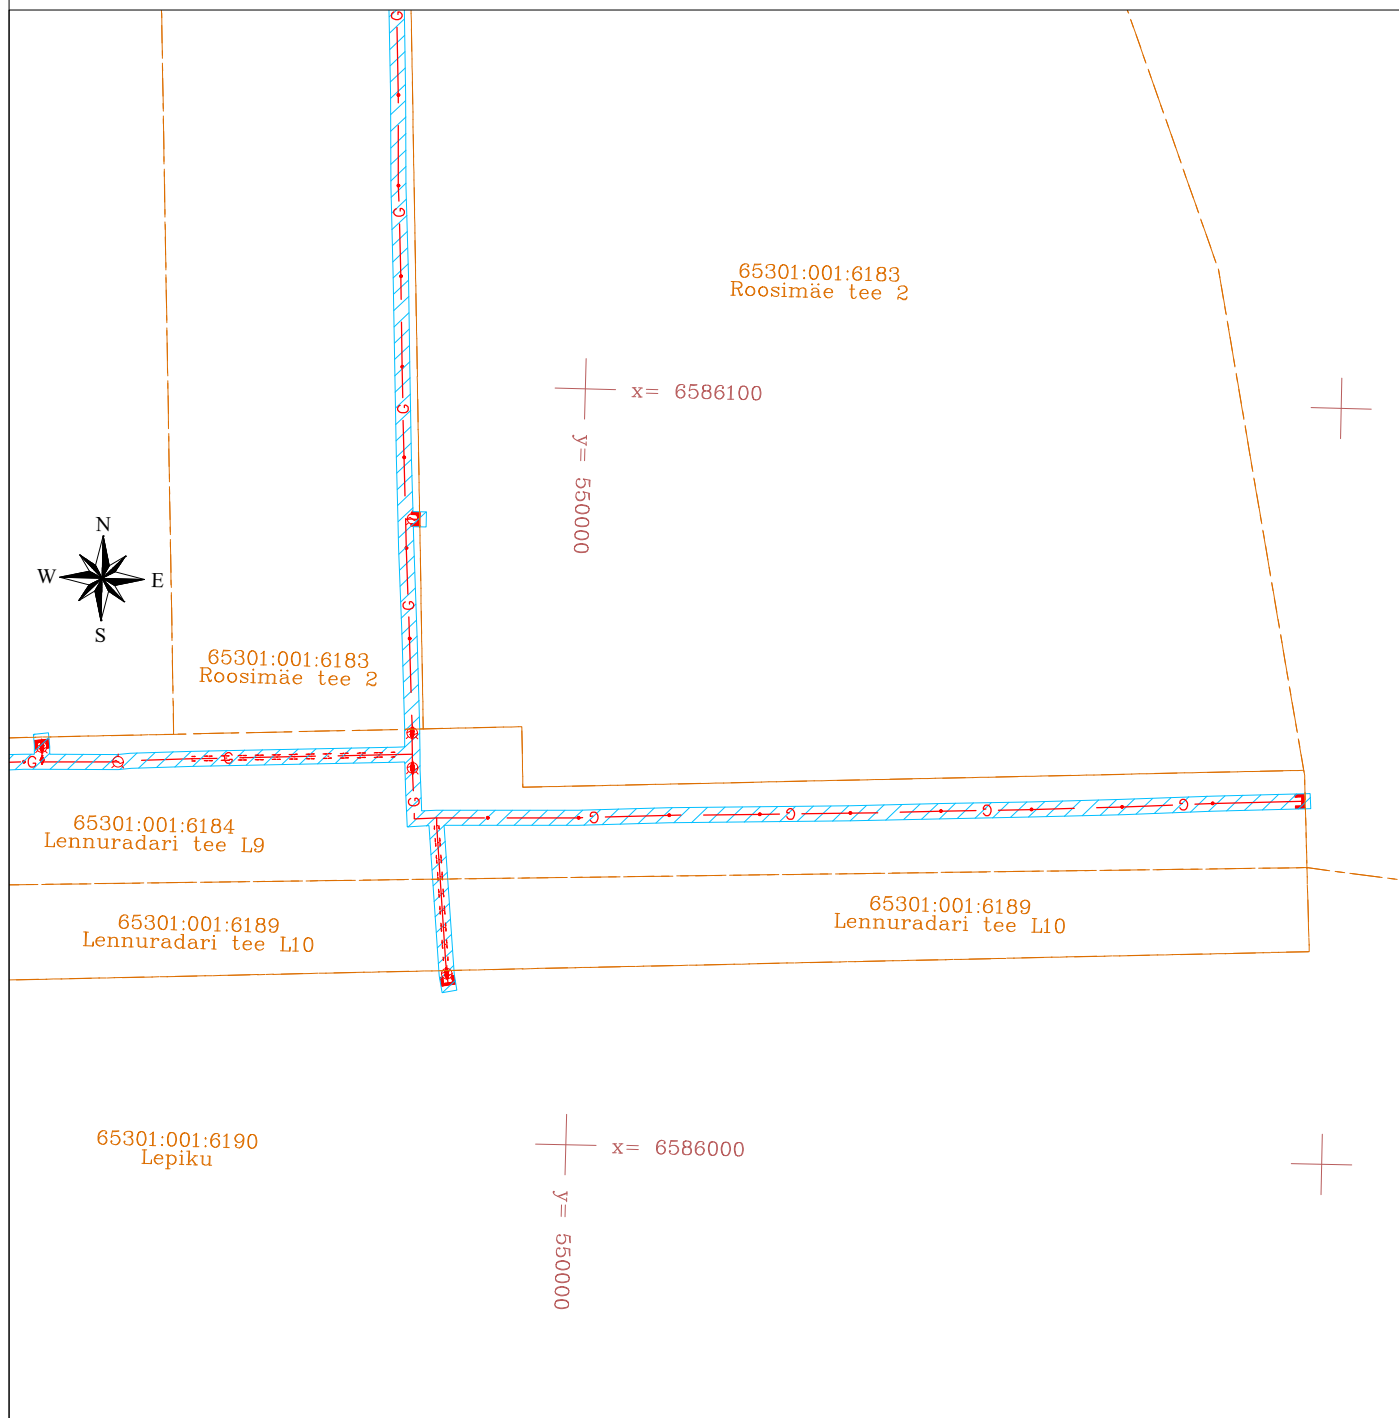 G
G
65301:001:6183
Roosimäe tee 2
x= 6586100
G
y= 550000
N
W
E
S
G
65301:001:6183
Roosimäe tee 2
G
G
G
G
G
G
G
65301:001:6184
Lennuradari tee L9
65301:001:6189
Lennuradari tee L10
65301:001:6189
Lennuradari tee L10
65301:001:6190
Lepiku
x= 6586000
y= 550000